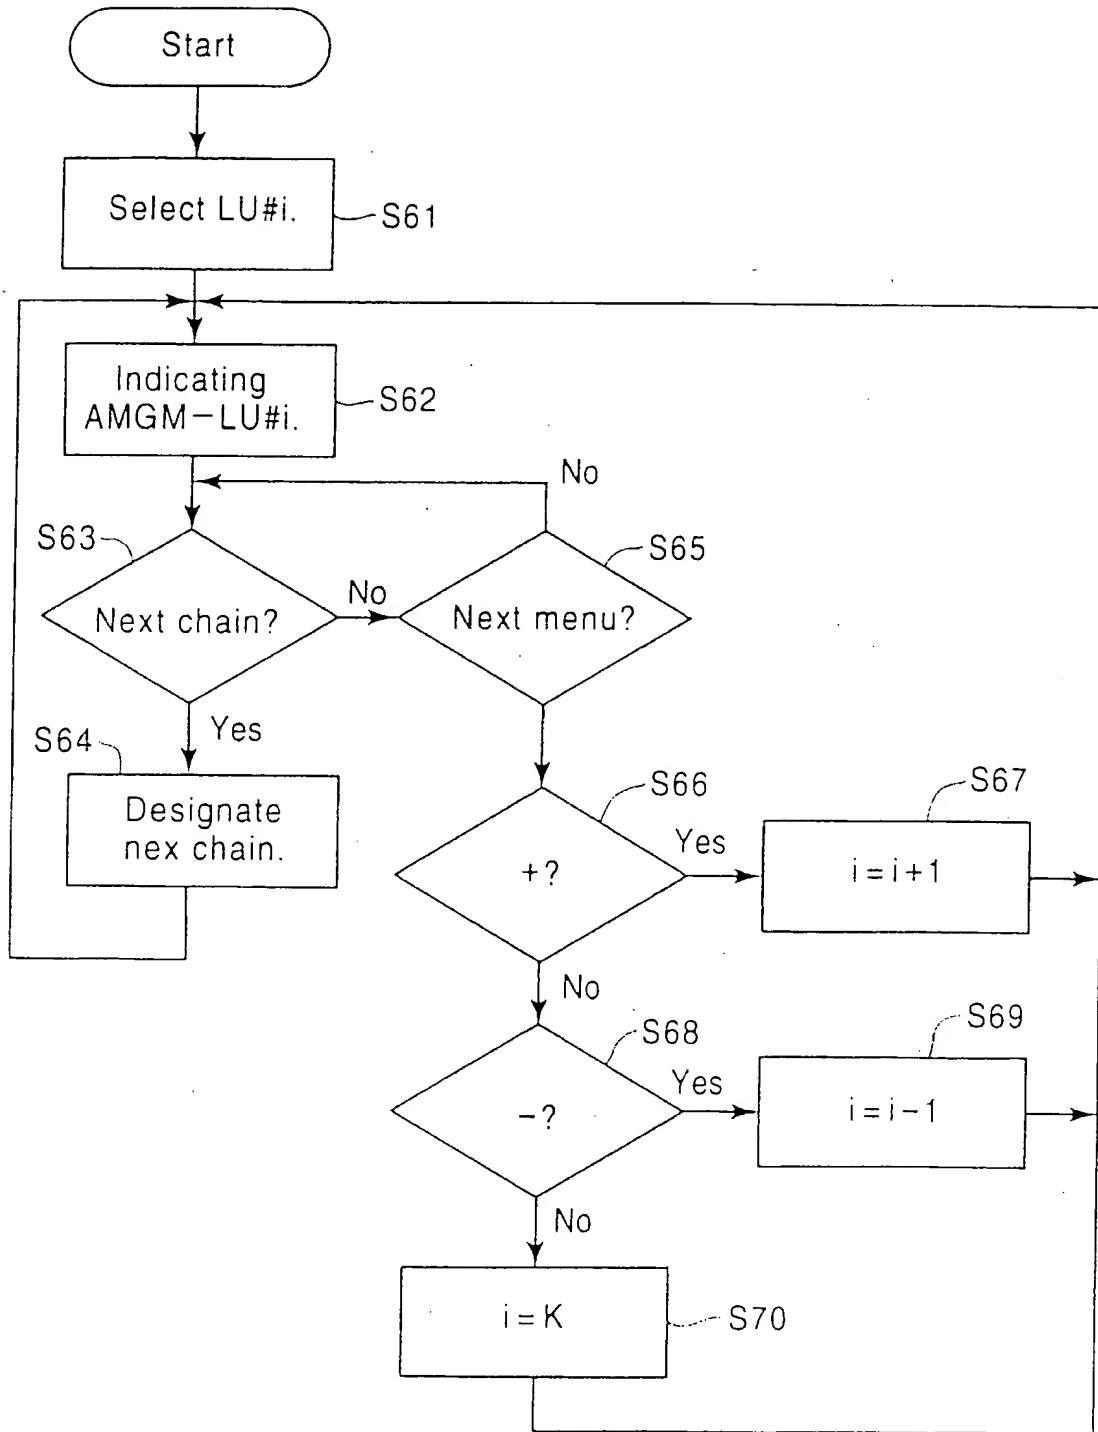 Start
Select LU#i.
S61
Indicating
AMGM-LU#i.
S62
No
S63
S65
Next chain?
No
Next menu?
Yes
S64
Designate
nex chain.
S66
S67
+?
Yes
i=i+1
No
S68
S69
-?
Yes
i=i-1
No
i=K
S70